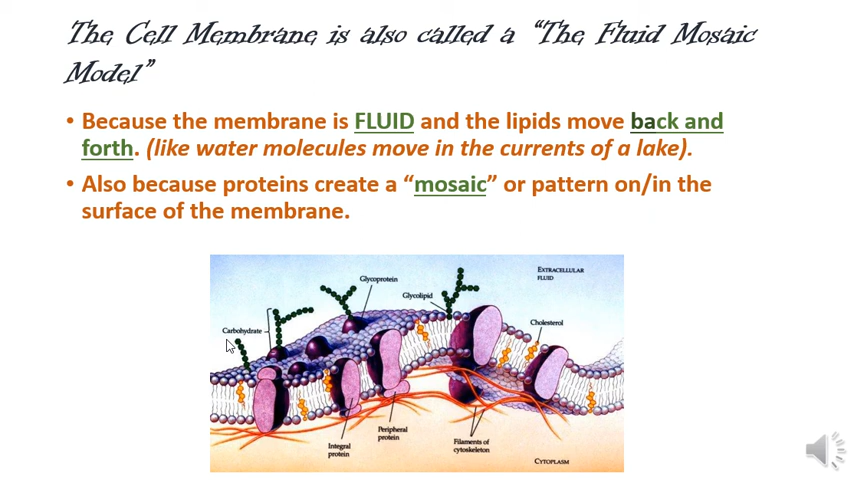 The Cell Membrane is also called a “The Fluid Mosaic
Model”
• Because the membrane is FLUID and the lipids move back and
forth. (like water molecules move in the currents of a lake).
• Also because proteins create a “mosaic” or pattern on/in the
surface of the membrane.
Glycoprotein
EXTRACELLULAR
FLUID
Glycolipid
Carbohydrate
Cholesterol
Peripheral
protein
Integral
protein
Filaments of
cytoskeleton
CYTOPLASM